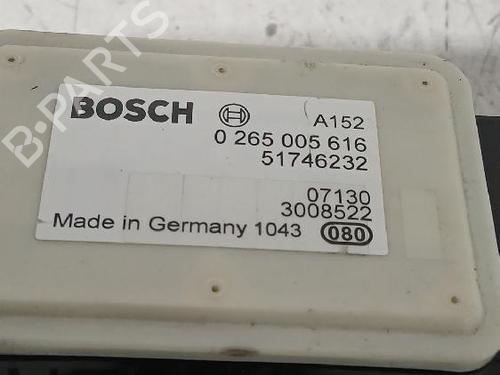 B-PARTS
BOSCH A152
0 265 005 616
51746232
07130
3008522
Made in Germany 1043 080